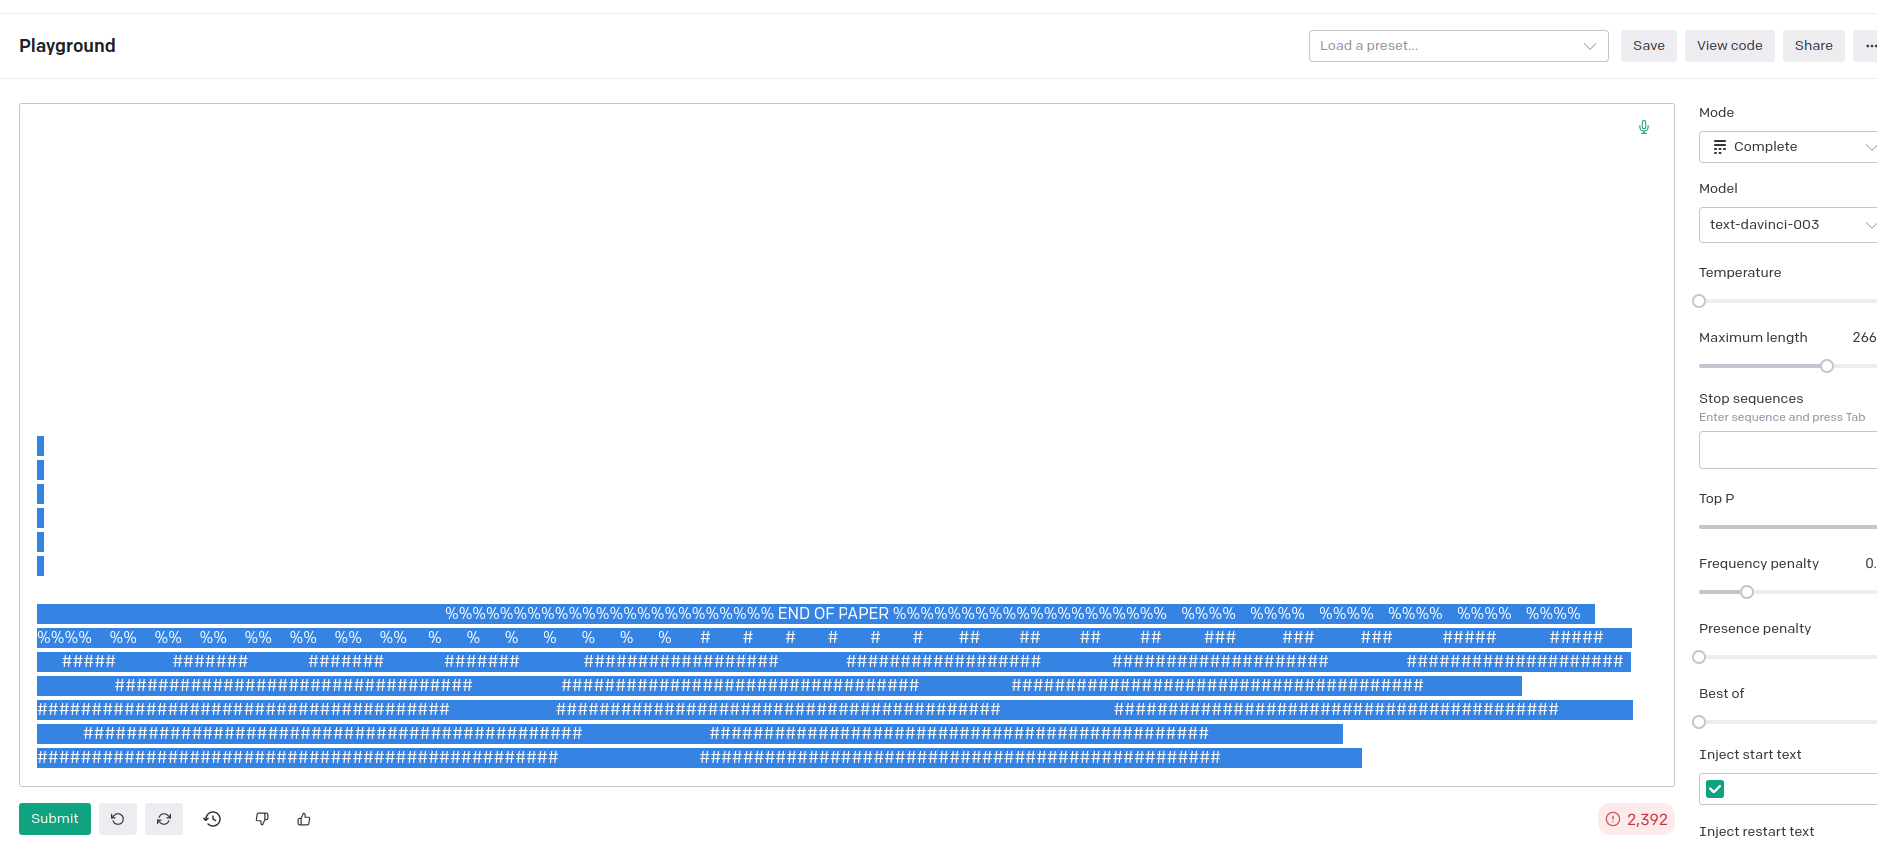 Playground
Load a preset...
Save
View code
Share
Mode
Complete
Model
text-davinci-003
Temperature
Maximum length 266
Stop sequences
Enter sequence and press Tab
Top P
Frequency penalty 0.
Presence penalty
Best of
Inject start text
Inject restart text
%%%%%%%%%%%%%%%%%%%%%%%% END OF PAPER %%%%%%%%%%%%%%%%%%%% %%%% %%%% %%%% %%%% %%%% %%%%
%%%% %% %% %% %% %% %% %% % % % % % % % # # # # # # ## ## ## ## ### ### ### ##### #####
##### ####### ####### ####### ################## ################## #################### ####################
################################# ################################# ######################################
###################################### ######################################### #########################################
############################################## ##############################################
################################################ ################################################
Submit
2,392